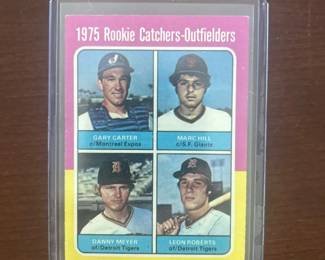 1975 Rookie Catchers-Outfielders
GARY CARTER
c/Montreal Expos
MARC HILL
c/S.F. Giants
DANNY MEYER
of/Detroit Tigers
LEON ROBERTS
of/Detroit Tigers